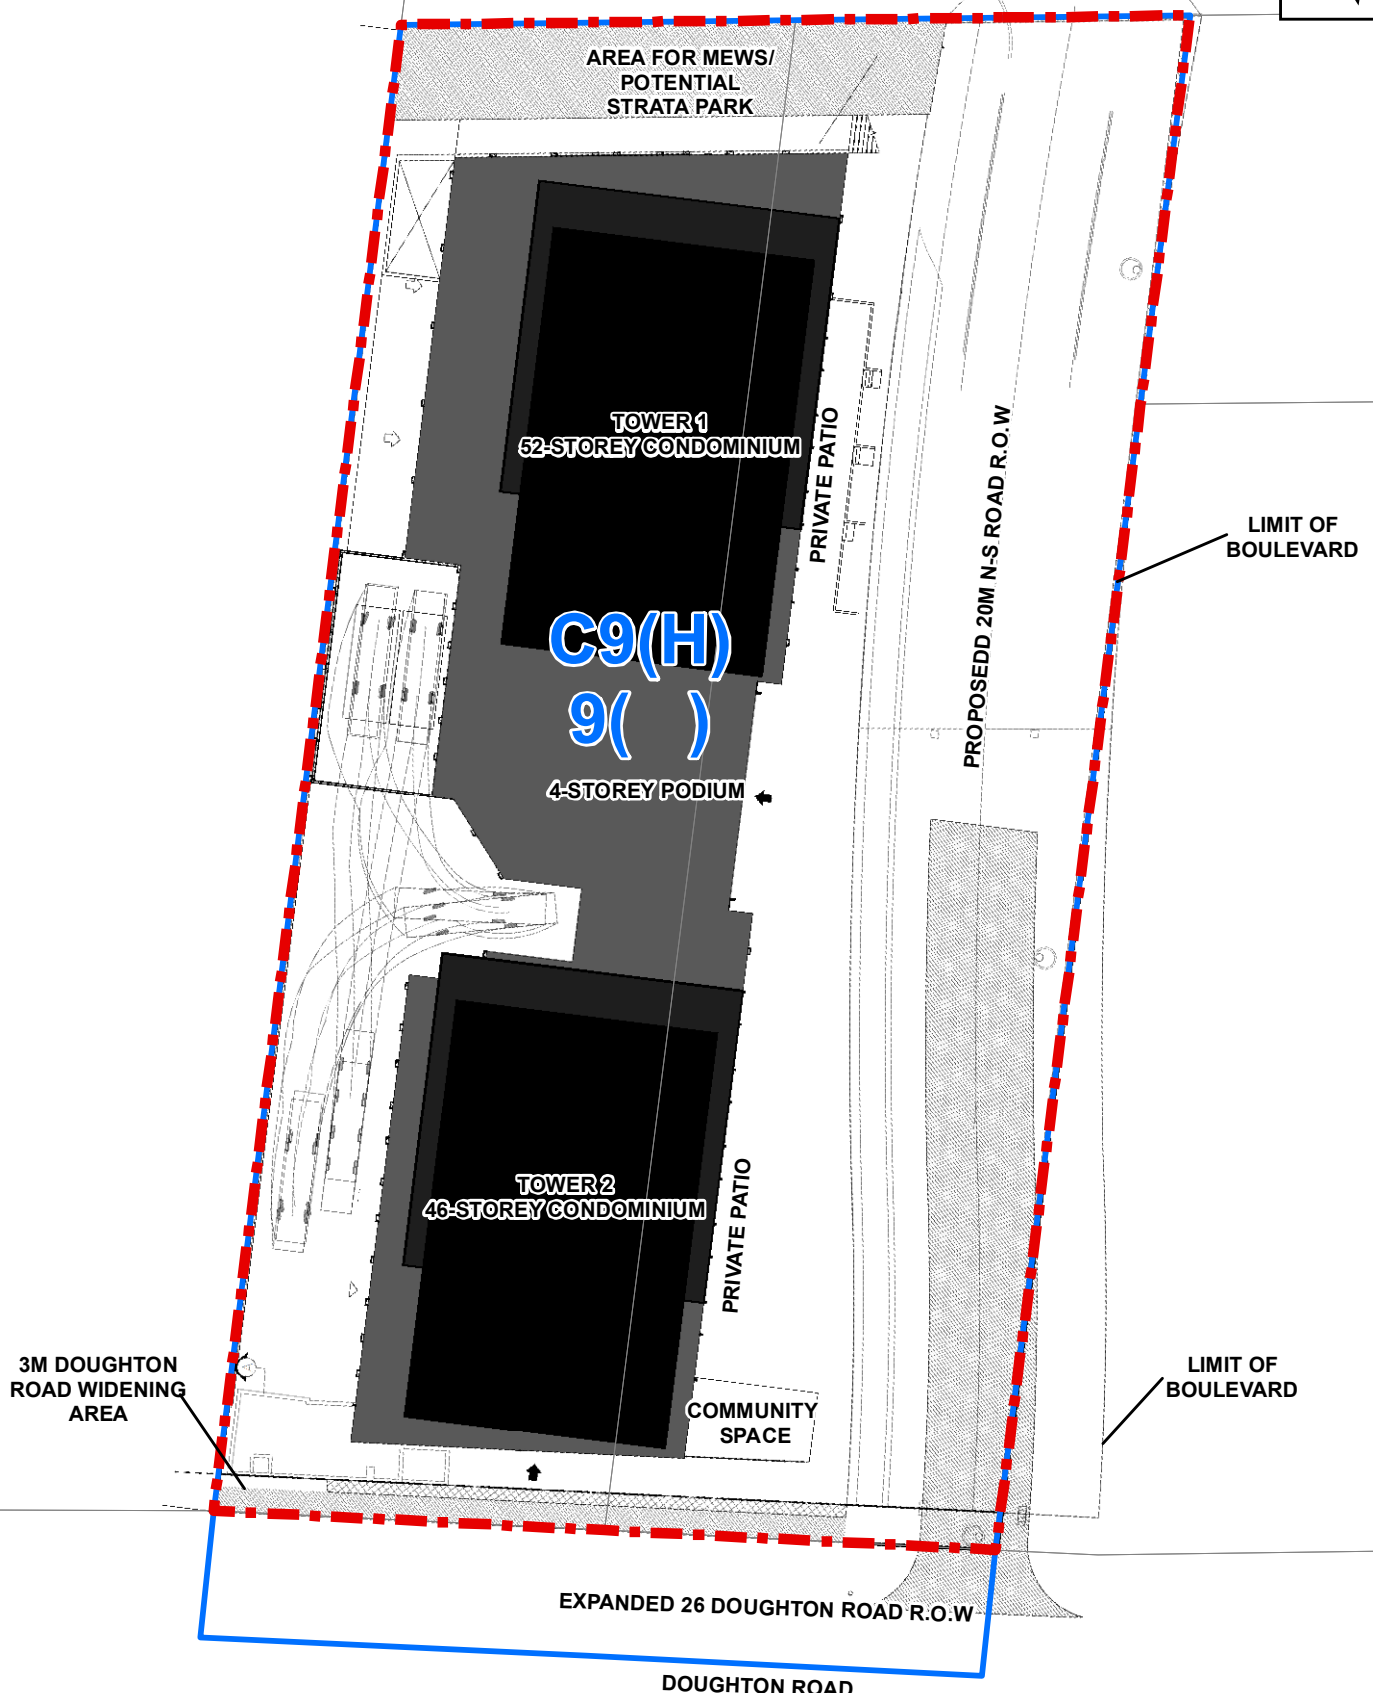 AREA FOR MEWS/
POTENTIAL
STRATA PARK
TOWER 1
52-STOREY CONDOMINIUM
PRIVATE PATIO
PROPOSEDD 20M N-S ROAD R.O.W
LIMIT OF
BOULEVARD
C9(H)
9( )
4-STOREY PODIUM
TOWER 2
46-STOREY CONDOMINIUM
PRIVATE PATIO
3M DOUGHTON
ROAD WIDENING
AREA
LIMIT OF
BOULEVARD
COMMUNITY
SPACE
EXPANDED 26 DOUGHTON ROAD R.O.W
DOUGHTON ROAD